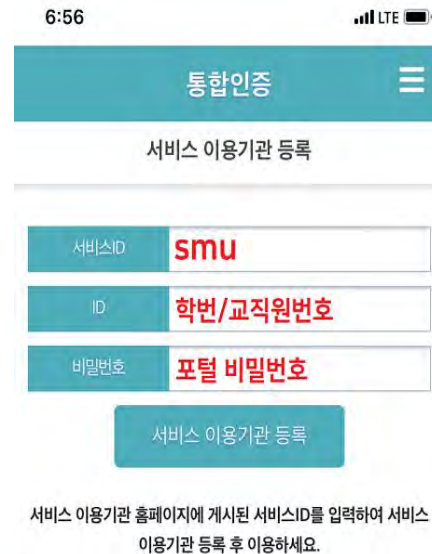 6:56 LTE
통합인증
서비스 이용기관 등록
서비스ID smu
ID 학번/교직원번호
비밀번호 포털 비밀번호
서비스 이용기관 등록
서비스 이용기관 홈페이지에 게시된 서비스ID를 입력하여 서비스
이용기관 등록 후 이용하세요.